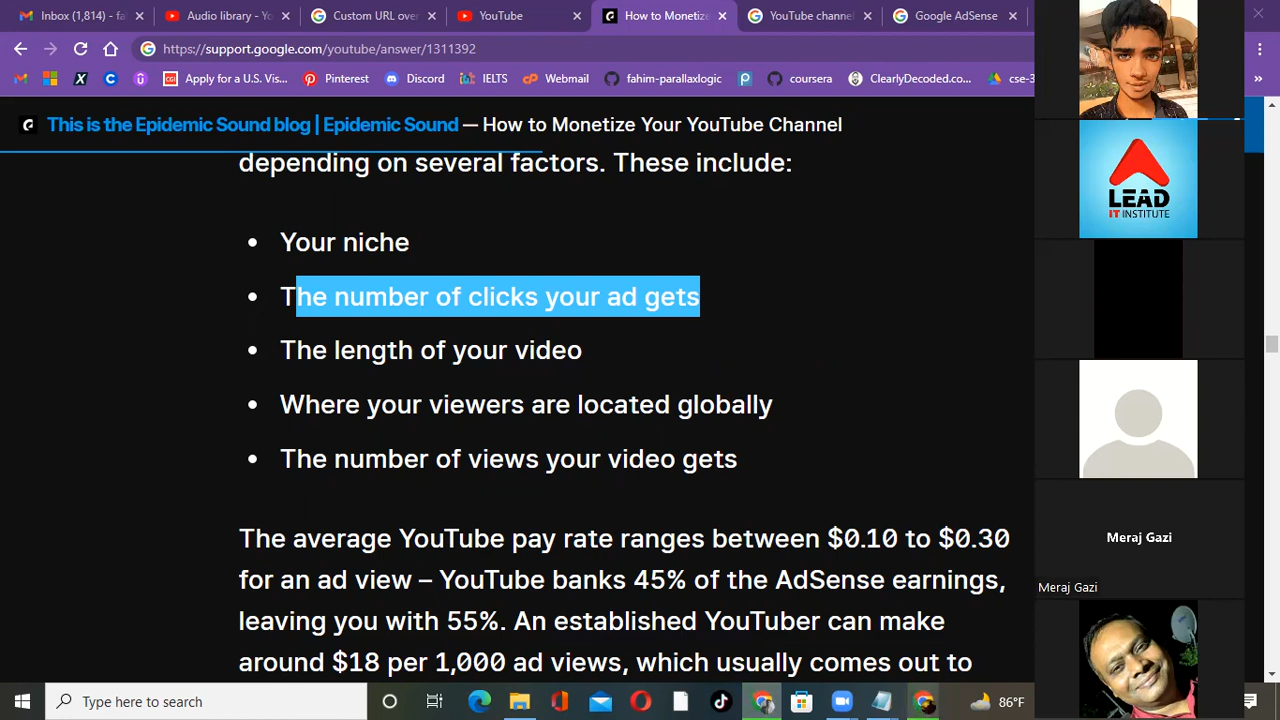 Inbox (1,814) - fa
Audio library - Yo
Custom URL over
YouTube
How to Monetize
YouTube channel
Google AdSense
https://support.google.com/youtube/answer/1311392
Apply for a U.S. Vis...
Pinterest
Discord
IELTS
Webmail
fahim-parallaxlogic
coursera
ClearlyDecoded.co...
cse-3
This is the Epidemic Sound blog | Epidemic Sound — How to Monetize Your YouTube Channel
depending on several factors. These include:
• Your niche
• The number of clicks your ad gets
• The length of your video
• Where your viewers are located globally
• The number of views your video gets
The average YouTube pay rate ranges between $0.10 to $0.30
for an ad view – YouTube banks 45% of the AdSense earnings,
leaving you with 55%. An established YouTuber can make
around $18 per 1,000 ad views, which usually comes out to
LEAD
IT INSTITUTE
Meraj Gazi
Meraj Gazi
Type here to search
86°F